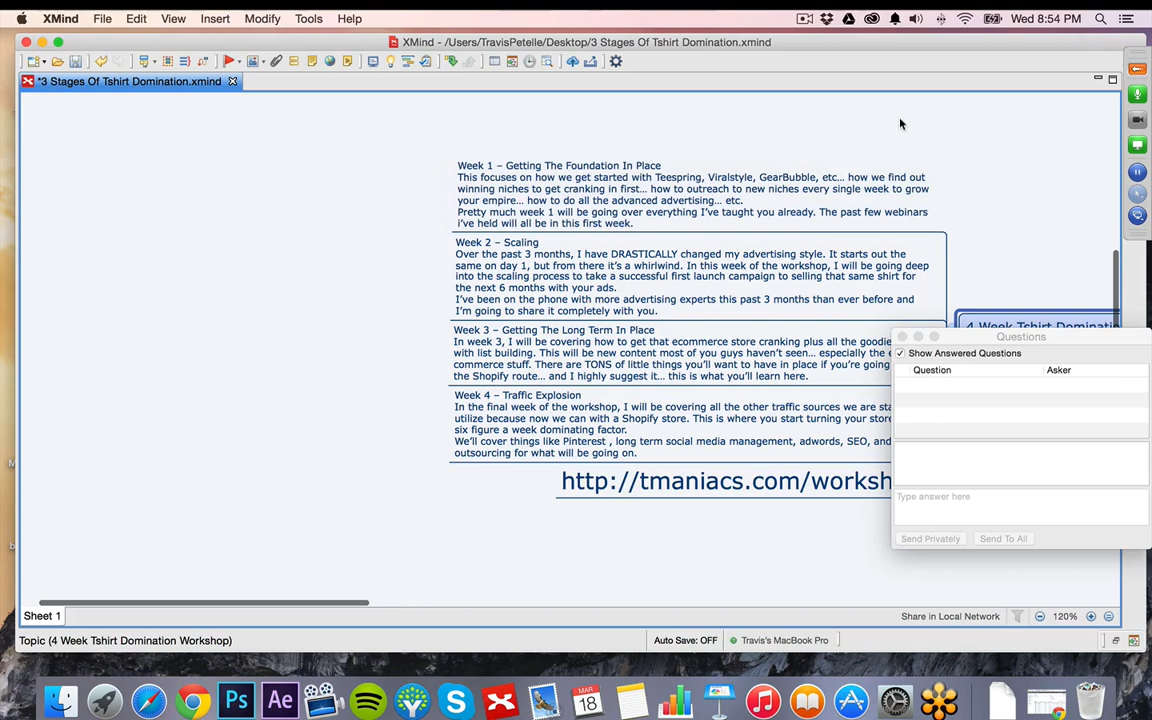 XMind File Edit View Insert Modify Tools Help Wed 8:54 PM
XMind - /Users/TravisPetelle/Desktop/3 Stages Of Tshirt Domination.xmind
*3 Stages Of Tshirt Domination.xmind
Week 1 – Getting The Foundation In Place
This focuses on how we get started with Teespring, Viralstyle, GearBubble, etc… how we find out
winning niches to get cranking in first… how to outreach to new niches every single week to grow
your empire… how to do all the advanced advertising… etc.
Pretty much week 1 will be going over everything I've taught you already. The past few webinars
i've held will all be in this first week.
Week 2 – Scaling
Over the past 3 months, I have DRASTICALLY changed my advertising style. It starts out the
same on day 1, but from there it's a whirlwind. In this week of the workshop, I will be going deep
into the scaling process to take a successful first launch campaign to selling that same shirt for
the next 6 months with your ads.
I've been on the phone with more advertising experts this past 3 months than ever before and
I'm going to share it completely with you.
4 Week Tshirt Dominatio
Week 3 – Getting The Long Term In Place
In week 3, I will be covering how to get that ecommerce store cranking plus all the goodie
with list building. This will be new content most of you guys haven't seen… especially the e
commerce stuff. There are TONS of little things you'll want to have in place if you're going
the Shopify route… and I highly suggest it… this is what you'll learn here.
Week 4 – Traffic Explosion
In the final week of the workshop, I will be covering all the other traffic sources we are sta
utilize because now we can with a Shopify store. This is where you start turning your store
six figure a week dominating factor.
We'll cover things like Pinterest , long term social media management, adwords, SEO, and
outsourcing for what will be going on.
http://tmaniacs.com/worksh
Questions
Show Answered Questions
Question Asker
Type answer here
Send Privately Send To All
Sheet 1
Share in Local Network 120%
Topic (4 Week Tshirt Domination Workshop) Auto Save: OFF Travis's MacBook Pro
Ps Ae MAR
18